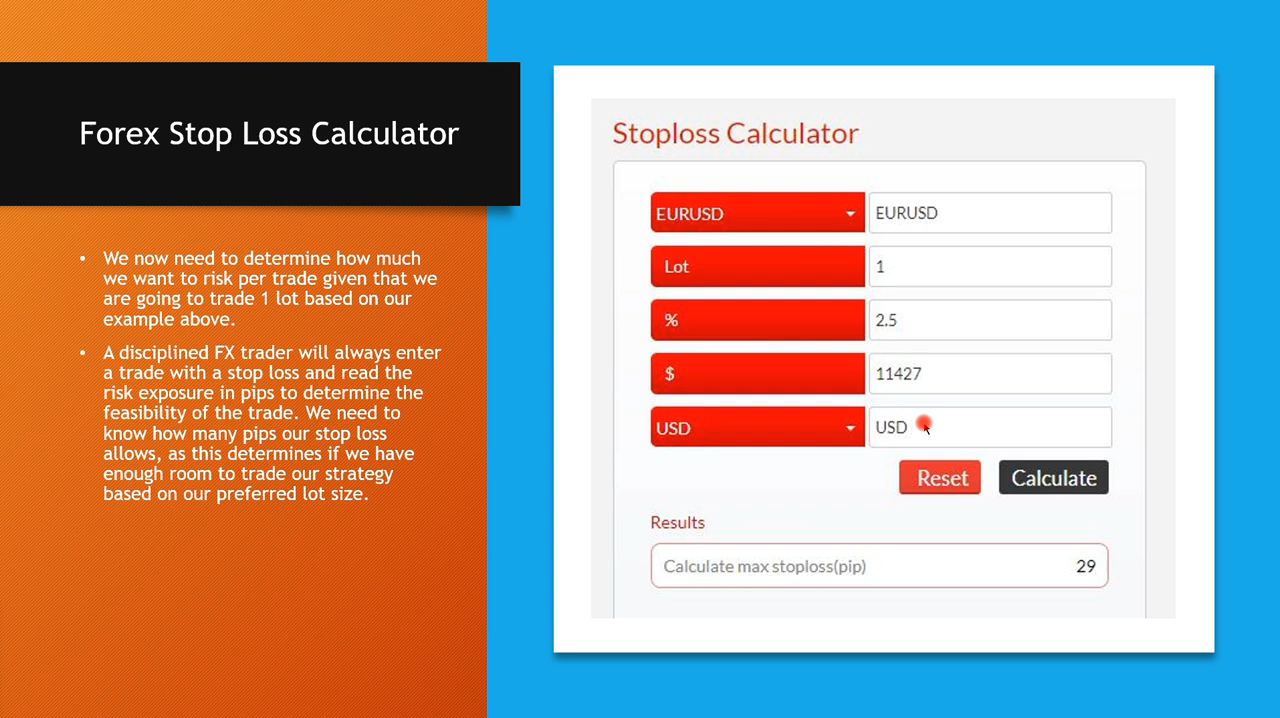 Forex Stop Loss Calculator
• We now need to determine how much
we want to risk per trade given that we
are going to trade 1 lot based on our
example above.
• A disciplined FX trader will always enter
a trade with a stop loss and read the
risk exposure in pips to determine the
feasibility of the trade. We need to
know how many pips our stop loss
allows, as this determines if we have
enough room to trade our strategy
based on our preferred lot size.
Stoploss Calculator
EURUSD EURUSD
Lot 1
% 2.5
$ 11427
USD USD
Reset Calculate
Results
Calculate max stoploss(pip) 29